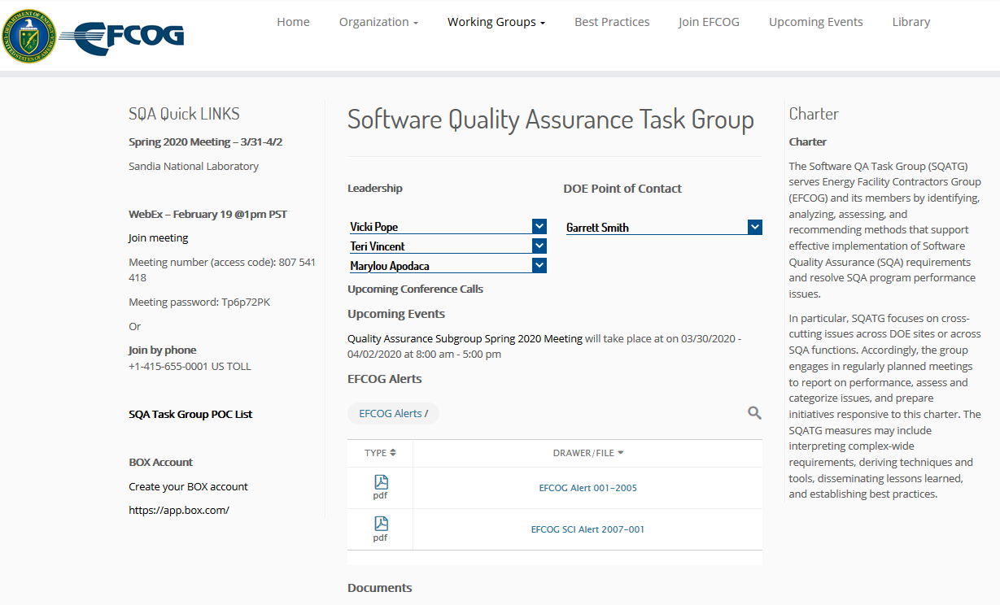 EFCOG
Home
Organization
Working Groups
Best Practices
Join EFCOG
Upcoming Events
Library
SQA Quick LINKS
Spring 2020 Meeting – 3/31-4/2
Sandia National Laboratory
WebEx – February 19 @1pm PST
Join meeting
Meeting number (access code): 807 541
418
Meeting password: Tp6p72PK
Or
Join by phone
+1-415-655-0001 US TOLL
SQA Task Group POC List
BOX Account
Create your BOX account
https://app.box.com/
Software Quality Assurance Task Group
Leadership
Vicki Pope
Teri Vincent
Marylou Apodaca
DOE Point of Contact
Garrett Smith
Upcoming Conference Calls
Upcoming Events
Quality Assurance Subgroup Spring 2020 Meeting will take place at on 03/30/2020 -
04/02/2020 at 8:00 am - 5:00 pm
EFCOG Alerts
EFCOG Alerts /
TYPE
DRAWER/FILE
pdf
EFCOG Alert 001-2005
pdf
EFCOG SCI Alert 2007-001
Documents
Charter
Charter
The Software QA Task Group (SQATG)
serves Energy Facility Contractors Group
(EFCOG) and its members by identifying,
analyzing, assessing, and
recommending methods that support
effective implementation of Software
Quality Assurance (SQA) requirements
and resolve SQA program performance
issues.
In particular, SQATG focuses on cross-
cutting issues across DOE sites or across
SQA functions. Accordingly, the group
engages in regularly planned meetings
to report on performance, assess and
categorize issues, and prepare
initiatives responsive to this charter. The
SQATG measures may include
interpreting complex-wide
requirements, deriving techniques and
tools, disseminating lessons learned,
and establishing best practices.